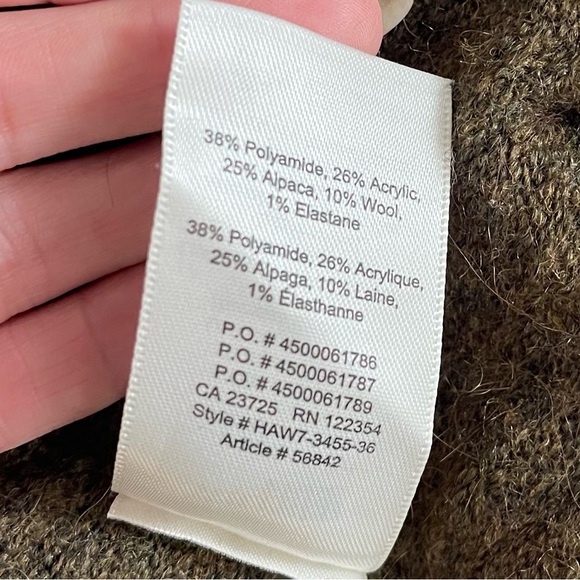 38% Polyamide, 26% Acrylic,
25% Alpaca, 10% Wool,
1% Elastane
38% Polyamide, 26% Acrylique,
25% Alpaga, 10% Laine,
1% Élasthanne
P.O. # 4500061786
P.O. # 4500061787
P.O. # 4500061789
CA 23725 RN 122354
Style # HAW7-3455-36
Article # 56842